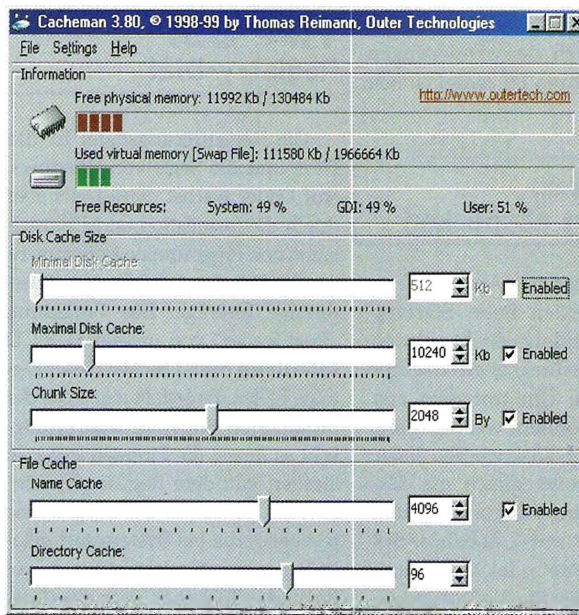 Cacheman 3.80, © 1998-99 by Thomas Reimann, Outer Technologies
File Settings Help
Information
Free physical memory: 11992 Kb / 130484 Kb http://www.outertech.com
Used virtual memory [Swap File]: 111580 Kb / 1966664 Kb
Free Resources: System: 49 % GDI: 49 % User: 51 %
Disk Cache Size
Minimal Disk Cache:
512 Kb Enabled
Maximal Disk Cache:
10240 Kb Enabled
Chunk Size:
2048 By Enabled
File Cache
Name Cache
4096 Enabled
Directory Cache:
96